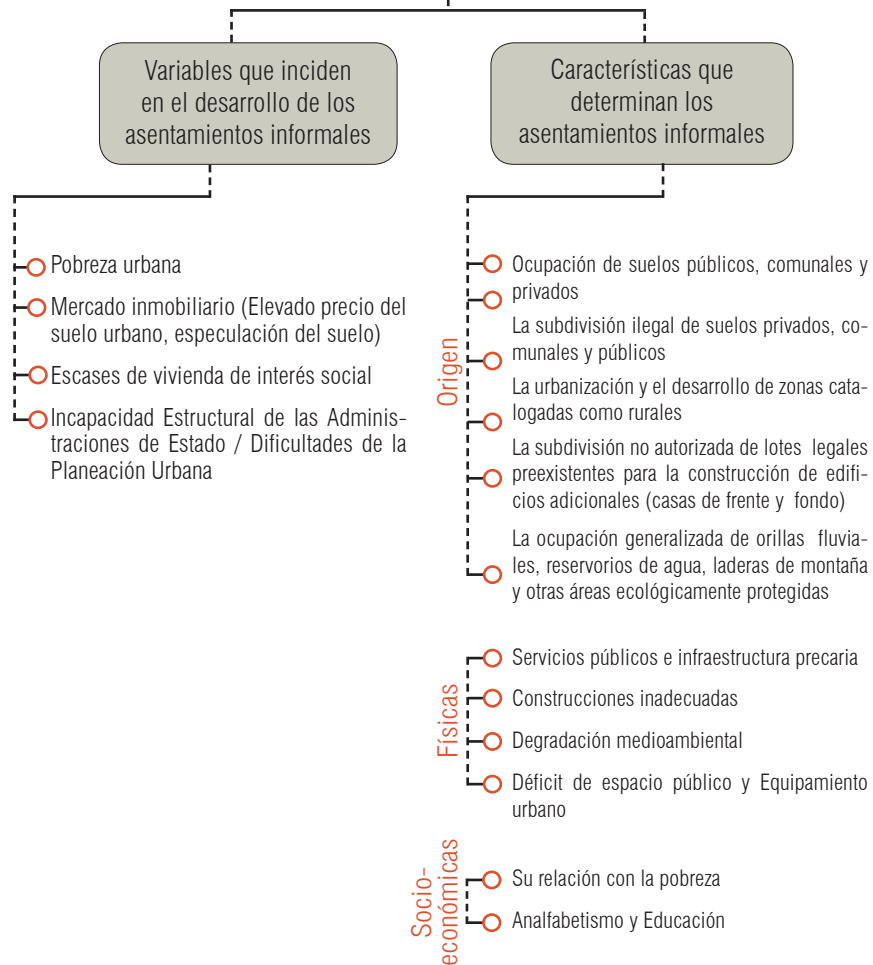 Variables que inciden
en el desarrollo de los
asentamientos informales
Pobreza urbana
Mercado inmobiliario (Elevado precio del
suelo urbano, especulación del suelo)
Escases de vivienda de interés social
Incapacidad Estructural de las Adminis-
traciones de Estado / Dificultades de la
Planeación Urbana
Características que
determinan los
asentamientos informales
Origen
Ocupación de suelos públicos, comunales y
privados
La subdivisión ilegal de suelos privados, co-
munales y públicos
La urbanización y el desarrollo de zonas cata-
logadas como rurales
La subdivisión no autorizada de lotes legales
preexistentes para la construcción de edifi-
cios adicionales (casas de frente y fondo)
La ocupación generalizada de orillas fluvia-
les, reservorios de agua, laderas de montaña
y otras áreas ecológicamente protegidas
Físicas
Servicios públicos e infraestructura precaria
Construcciones inadecuadas
Degradación medioambiental
Déficit de espacio público y Equipamiento
urbano
Socio-
económicas
Su relación con la pobreza
Analfabetismo y Educación